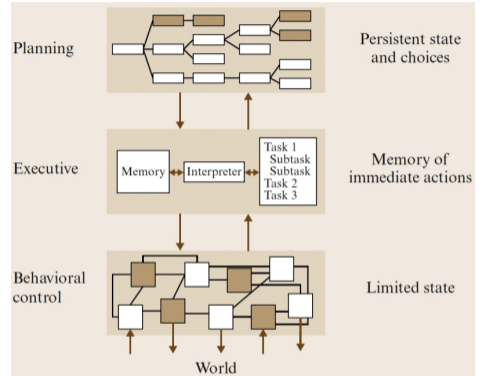 Planning
Persistent state
and choices
Executive
Memory
Interpreter
Task 1
Subtask
Subtask
Task 2
Task 3
Memory of
immediate actions
Behavioral
control
Limited state
World